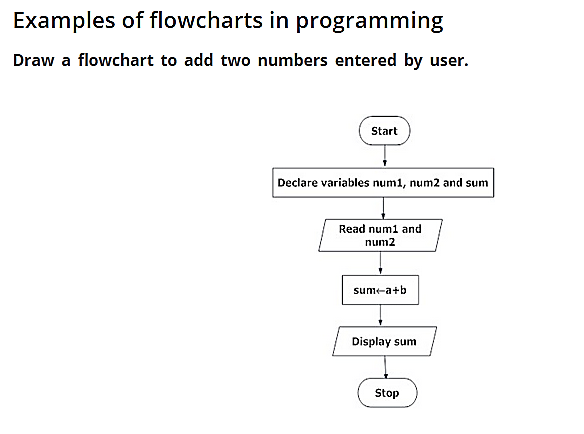 Examples of flowcharts in programming
Draw a flowchart to add two numbers entered by user.
Start
Declare variables num1, num2 and sum
Read num1 and
num2
sum←a+b
Display sum
Stop